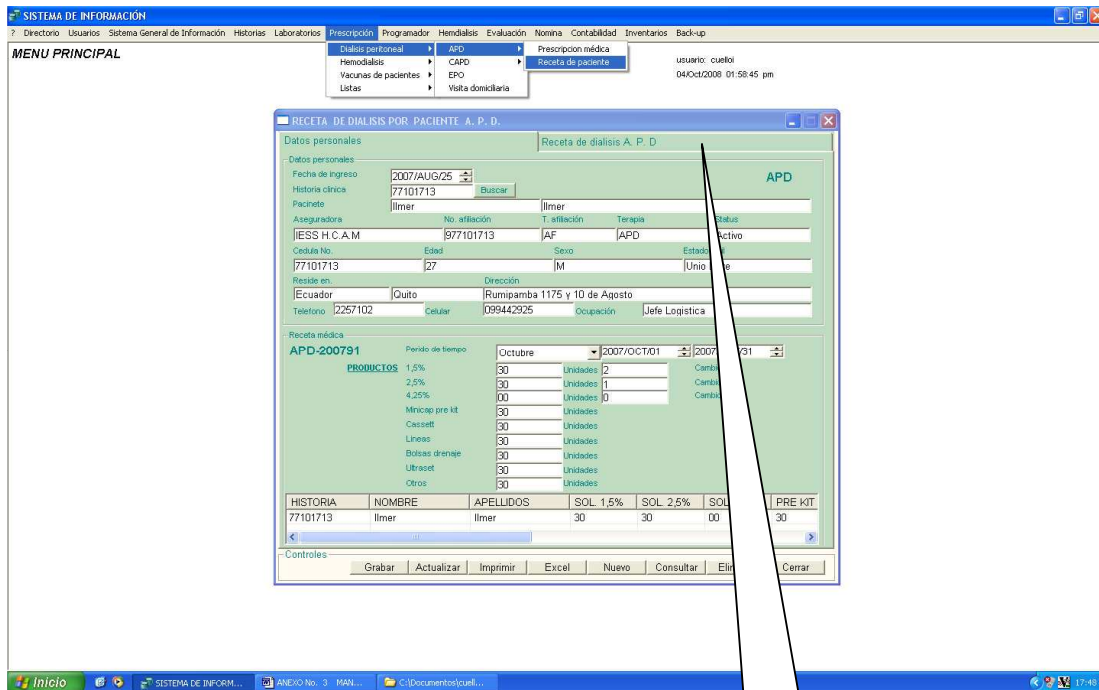 SISTEMA DE INFORMACIÓN
? Directorio Usuarios Sistema General de Información Historias Laboratorios Prescripción Programador Hemdialisis Evaluación Nomina Contabilidad Inventarios Back-up
MENU PRINCIPAL
Dialisis peritoneal APD Prescripcion médica
Hemodialisis CAPD Receta de paciente
Vacunas de pacientes EPO
Listas Visita domiciliaria
usuario: cuelloi
04/Oct/2008 01:58:45 pm
RECETA DE DIALISIS POR PACIENTE A. P. D.
Datos personales Receta de dialisis A. P. D
Datos personales
Fecha de ingreso 2007/AUG/25 APD
Historia clinica 77101713 Buscar
Pacinete Ilmer Ilmer
Aseguradora No. afiliación T. afiliación Terapia Status
IESS H.C.A.M 977101713 AF APD Activo
Cedula No. Edad Sexo
77101713 27 M
Reside en. Dirección
Ecuador Quito Rumipamba 1175 y 10 de Agosto
Telefono 2257102 Celular 099442925 Ocupación Jefe Logistica
Receta médica
APD-200791 Perido de tiempo Octubre 2007/OCT/01
PRODUCTOS 1,5% 30 Unidades 2
2,5% 30 Unidades 1
4,25% 00 Unidades 0
Minicap pre kit 30 Unidades
Cassett 30 Unidades
Lineas 30 Unidades
Bolsas drenaje 30 Unidades
Ultraset 30 Unidades
Otros 30 Unidades
HISTORIA NOMBRE APELLIDOS SOL. 1,5% SOL. 2,5% PRE KIT
77101713 Ilmer Ilmer 30 30 00 30
Controles
Grabar Actualizar Imprimir Excel Nuevo Consultar Cerrar
Inicio SISTEMA DE INFORM... ANEXO No. 3 MAN... C:\Documentos\cuell... 17:48